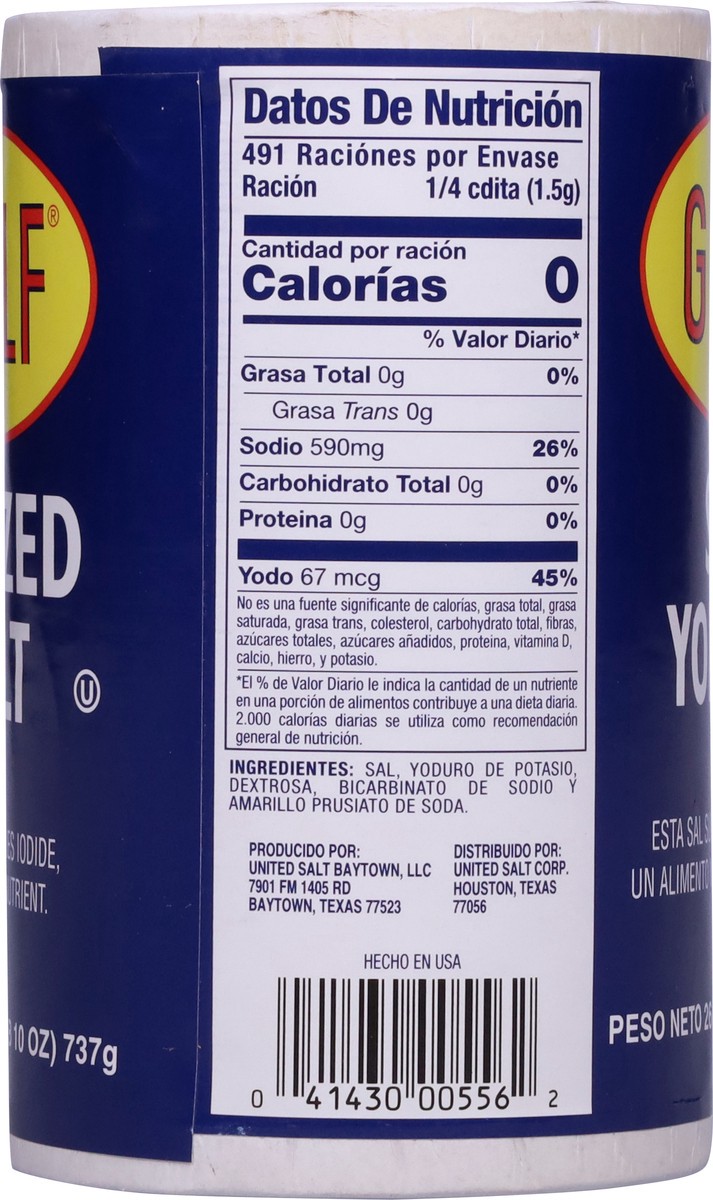 LF®
ZED
LT
U
ES IODIDE,
UTRIENT.
B 10 OZ) 737g
Datos De Nutrición
491 Raciónes por Envase
Ración 1/4 cdita (1.5g)
Cantidad por ración
Calorías 0
% Valor Diario*
Grasa Total 0g 0%
Grasa Trans 0g
Sodio 590mg 26%
Carbohidrato Total 0g 0%
Proteina 0g 0%
Yodo 67 mcg 45%
No es una fuente significante de calorías, grasa total, grasa
saturada, grasa trans, colesterol, carbohydrato total, fibras,
azúcares totales, azúcares añadidos, proteina, vitamina D,
calcio, hierro, y potasio.
*El % de Valor Diario le indica la cantidad de un nutriente
en una porción de alimentos contribuye a una dieta diaria.
2.000 calorías diarias se utiliza como recomendación
general de nutrición.
INGREDIENTES: SAL, YODURO DE POTASIO,
DEXTROSA, BICARBINATO DE SODIO Y
AMARILLO PRUSIATO DE SODA.
PRODUCIDO POR:
UNITED SALT BAYTOWN, LLC
7901 FM 1405 RD
BAYTOWN, TEXAS 77523
DISTRIBUIDO POR:
UNITED SALT CORP.
HOUSTON, TEXAS
77056
HECHO EN USA
0 41430 00556 2
G
YO
ESTA SAL S
UN ALIMENTO
PESO NETO 26